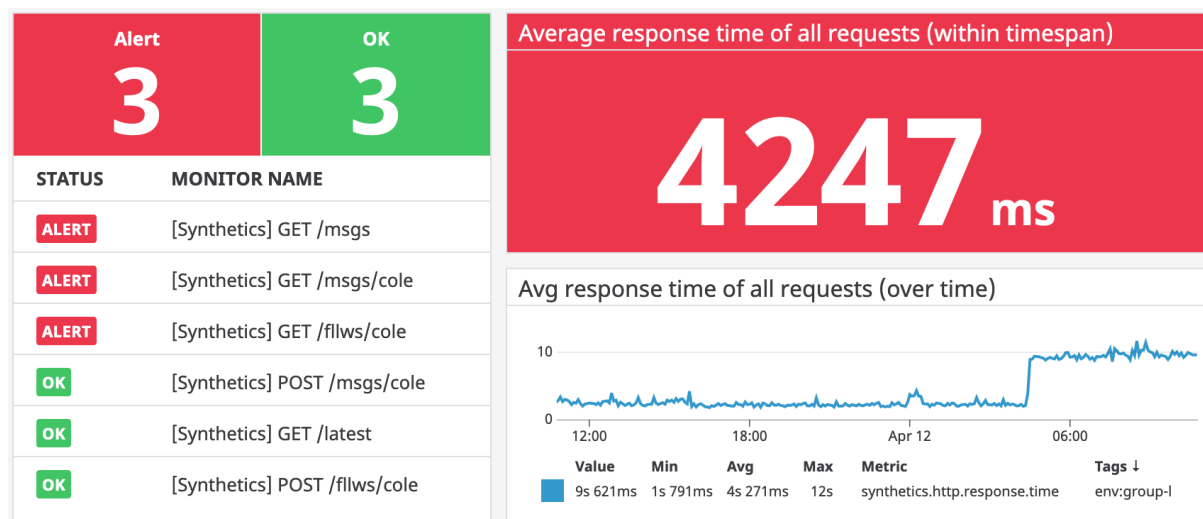 Alert
3
OK
3
STATUS MONITOR NAME
ALERT [Synthetics] GET /msgs
ALERT [Synthetics] GET /msgs/cole
ALERT [Synthetics] GET /fllws/cole
OK [Synthetics] POST /msgs/cole
OK [Synthetics] GET /latest
OK [Synthetics] POST /fllws/cole
Average response time of all requests (within timespan)
4247 ms
Avg response time of all requests (over time)
10
0
12:00 18:00 Apr 12 06:00
Value Min Avg Max Metric Tags ↓
9s 621ms 1s 791ms 4s 271ms 12s synthetics.http.response.time env:group-l